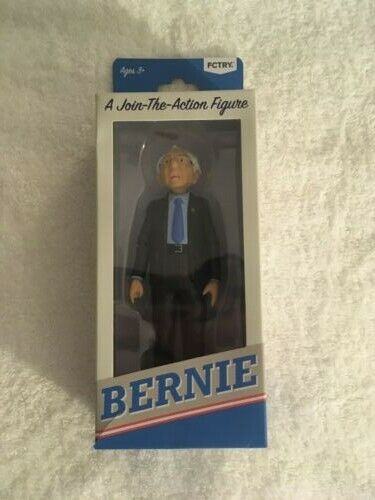 Ages 3+
FCTRY.
A Join-The-Action Figure
BERNIE